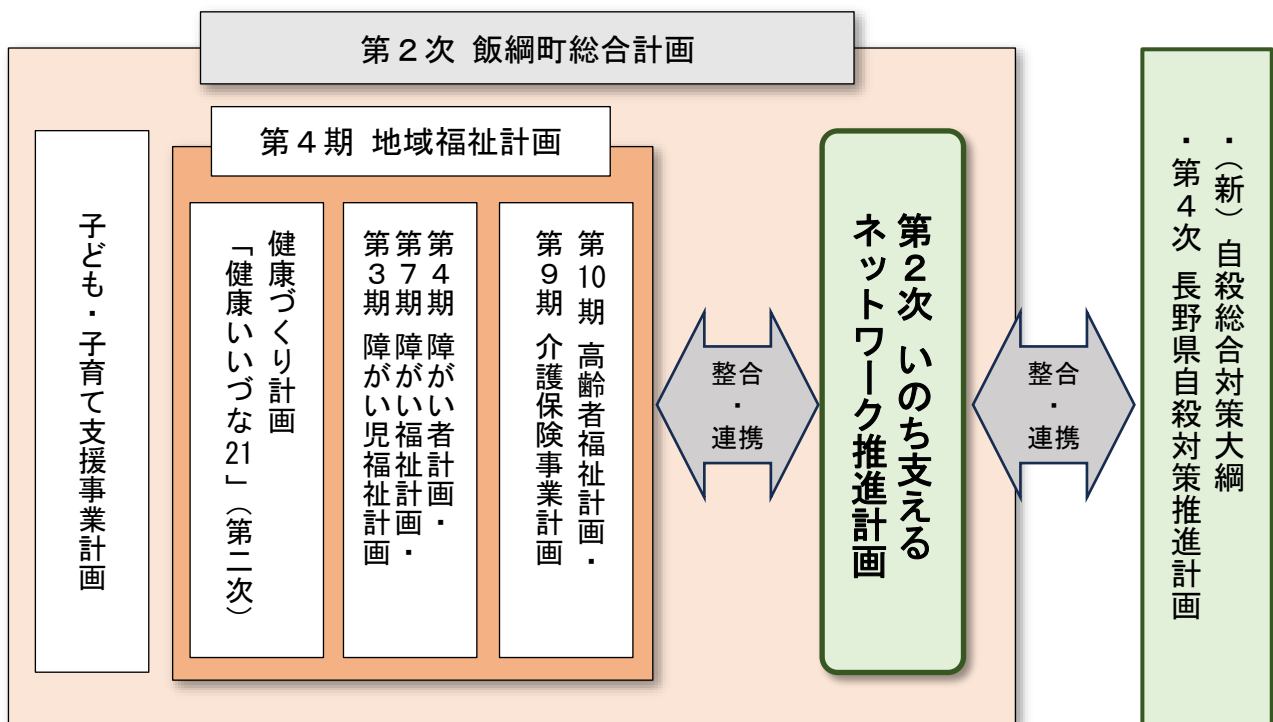 第２次 飯綱町総合計画
第４期 地域福祉計画
子ども・子育て支援事業計画
健康づくり計画
「健康いいづな21」（第二次）
第４期 障がい者計画・
第７期 障がい福祉計画・
第３期 障がい児福祉計画
第10期 高齢者福祉計画・
第９期 介護保険事業計画
整合
・
連携
第２次 いのち支える
ネットワーク推進計画
整合
・
連携
・（新）自殺総合対策大綱
・第４次 長野県自殺対策推進計画